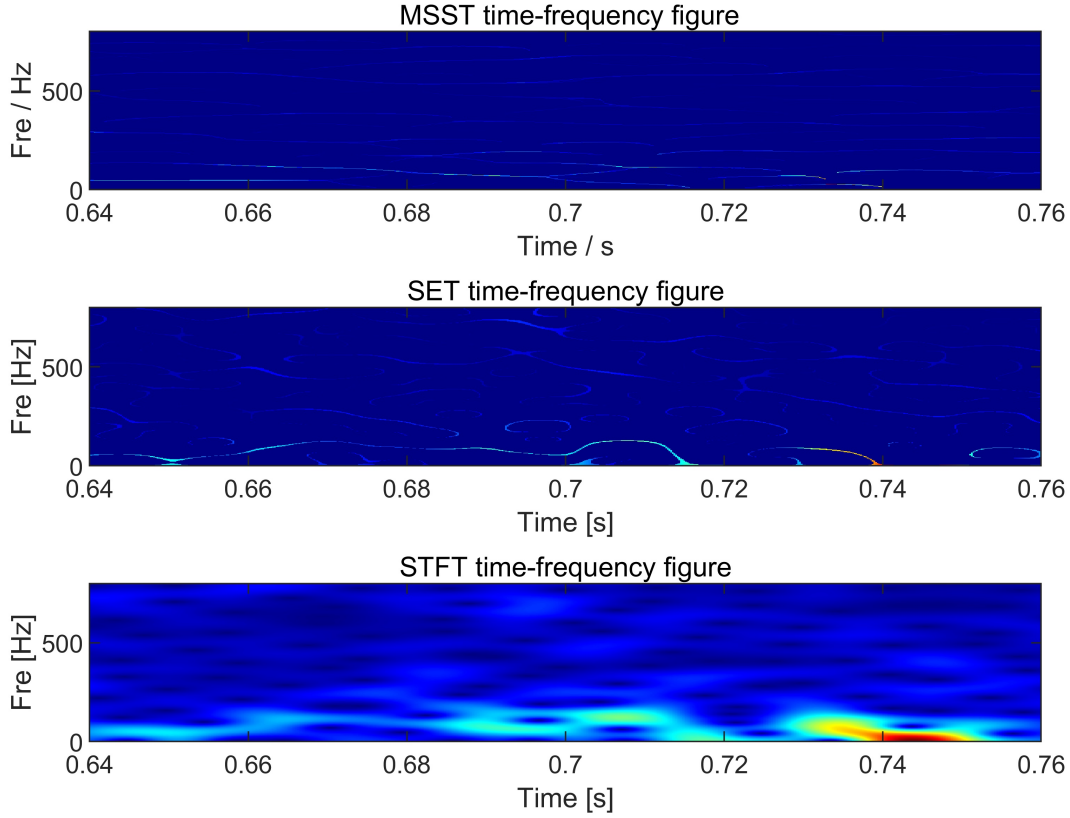 MSST time-frequency figure
Fre / Hz
500
0
0.64 0.66 0.68 0.7 0.72 0.74 0.76
Time / s
SET time-frequency figure
Fre [Hz]
500
0
0.64 0.66 0.68 0.7 0.72 0.74 0.76
Time [s]
STFT time-frequency figure
Fre [Hz]
500
0
0.64 0.66 0.68 0.7 0.72 0.74 0.76
Time [s]